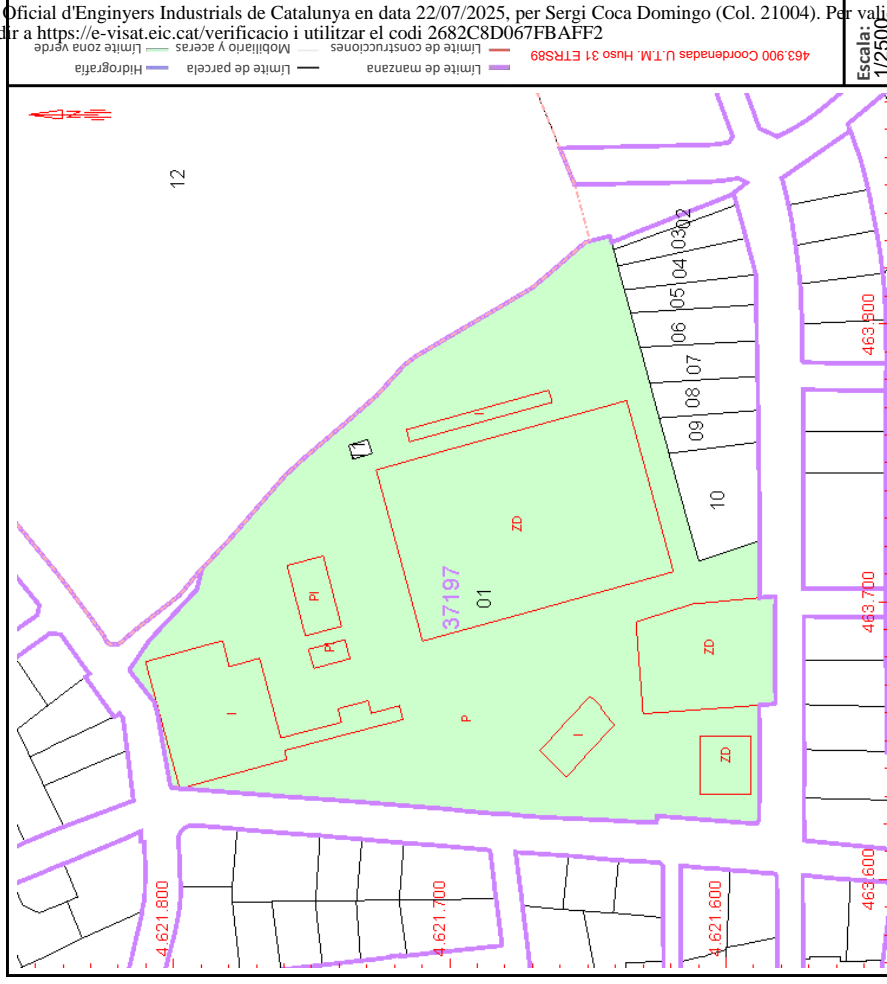 Oficial d'Enginyers Industrials de Catalunya en data 22/07/2025, per Sergi Coca Domingo (Col. 21004). Per vali
dir a https://e-visat.eic.cat/verificacio i utilitzar el codi 2682C8D067FBAFF2
463.900 Coordenadas U.T.M. Huso 31 ETRS89
Límite de manzana
Límite de parcela
Límite de construcciones
Mobiliario y aceras
Límite zona verde
Hidrografía
Escala:
1/2500
12
02
03
04
05
06
07
08
09
10
1
I
ZD
37197
01
PI
I
P
I
ZD
ZD
463.800
463.700
463.600
4.621.800
4.621.700
4.621.600